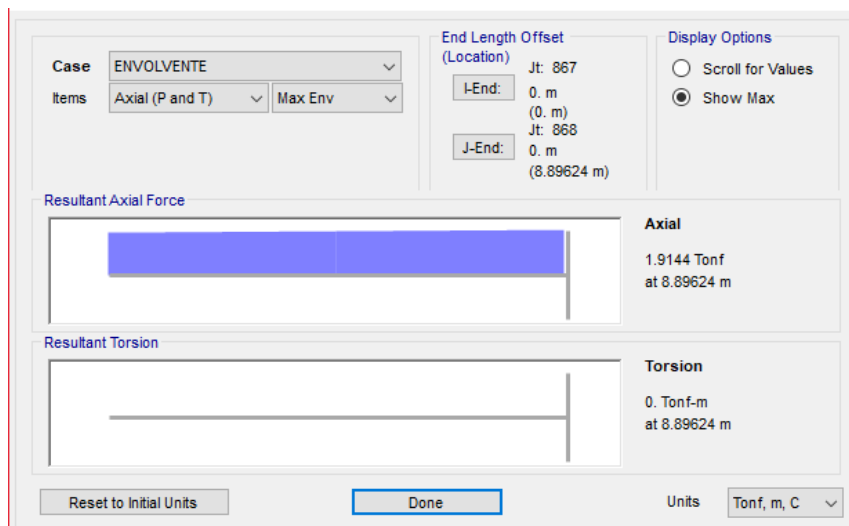 Case ENVOLVENTE
Items Axial (P and T) Max Env
End Length Offset
(Location)
I-End:
Jt: 867
0. m
(0. m)
J-End:
Jt: 868
0. m
(8.89624 m)
Display Options
Scroll for Values
Show Max
Resultant Axial Force
Axial
1.9144 Tonf
at 8.89624 m
Resultant Torsion
Torsion
0. Tonf-m
at 8.89624 m
Reset to Initial Units
Done
Units Tonf, m, C